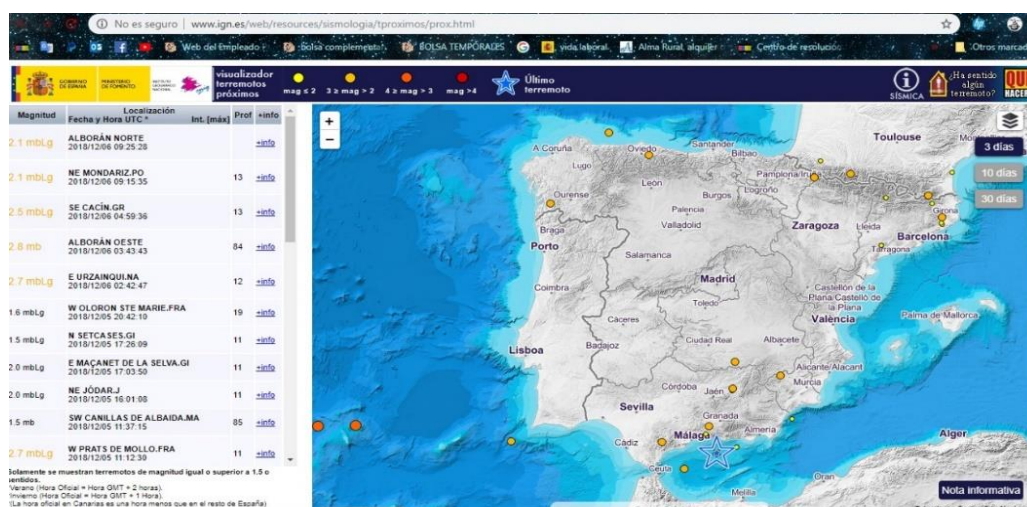 No es seguro | www.ign.es/web/resources/sismologia/tproximos/prox.html
Web del Empleado
BOLSA TEMPORALES
vida laboral
Alma Rural, alquiler
Centro de resolución
Otros marcad
GOBIERNO DE ESPAÑA
MINISTERIO DE FOMENTO
visualizador
terremotos
próximos
mag ≤ 2
3 ≥ mag > 2
4 ≥ mag > 3
mag >4
Último
terremoto
SÍSMICA
¿Ha sentido
algún
terremoto?
Magnitud
Localización
Fecha y Hora UTC *
Int. [máx]
Prof
+info
2.1 mbLg
ALBORÁN NORTE
2018/12/06 09:25:28
+info
2.1 mbLg
NE MONDARIZ.PO
2018/12/06 09:15:35
13
+info
2.5 mbLg
SE CACÍN.GR
2018/12/06 04:59:36
13
+info
2.8 mb
ALBORÁN OESTE
2018/12/06 03:43:43
84
+info
2.7 mbLg
E URZAINQUI.NA
2018/12/06 02:42:47
12
+info
1.6 mbLg
W OLORON STE MARIE.FRA
2018/12/05 20:42:10
19
+info
1.5 mbLg
N SETCASES.GI
2018/12/05 17:26:09
11
+info
2.0 mbLg
E MAÇANET DE LA SELVA.GI
2018/12/05 17:03:50
11
+info
2.0 mbLg
NE JÓDAR.J
2018/12/05 16:01:08
11
+info
1.5 mb
SW CANILLAS DE ALBAIDA.MA
2018/12/05 11:37:15
85
+info
2.7 mbLg
W PRATS DE MOLLO.FRA
2018/12/05 11:12:30
11
+info
Solamente se muestran terremotos de magnitud igual o superior a 1.5 o
sentidos.
*Verano (Hora Oficial = Hora GMT + 2 horas).
*Invierno (Hora Oficial = Hora GMT + 1 Hora).
*(La hora oficial en Canarias es una hora menos que en el resto de España)
+
−
3 días
10 días
30 días
A Coruña
Oviedo
Santander
Bilbao
Toulouse
Lugo
León
Pamplona/Iruña
Logroño
Ourense
Burgos
Palencia
Girona
Braga
Valladolid
Zaragoza
Lleida
Barcelona
Porto
Tarragona
Salamanca
Coimbra
Madrid
Castellón de la
Plana/Castelló de
la Plana
Toledo
Cáceres
València
Palma de Mallorca
Lisboa
Badajoz
Ciudad Real
Albacete
Alicante/Alacant
Córdoba
Jaén
Murcia
Sevilla
Granada
Málaga
Almería
Cádiz
Alger
Ceuta
Oran
Melilla
Nota informativa